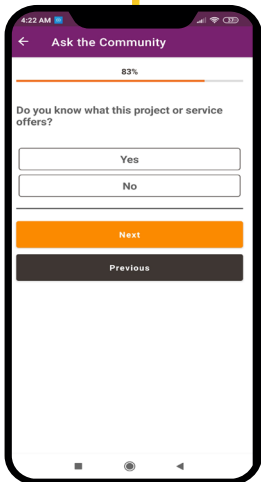 4:22 AM
Ask the Community
83%
Do you know what this project or service
offers?
Yes
No
Next
Previous